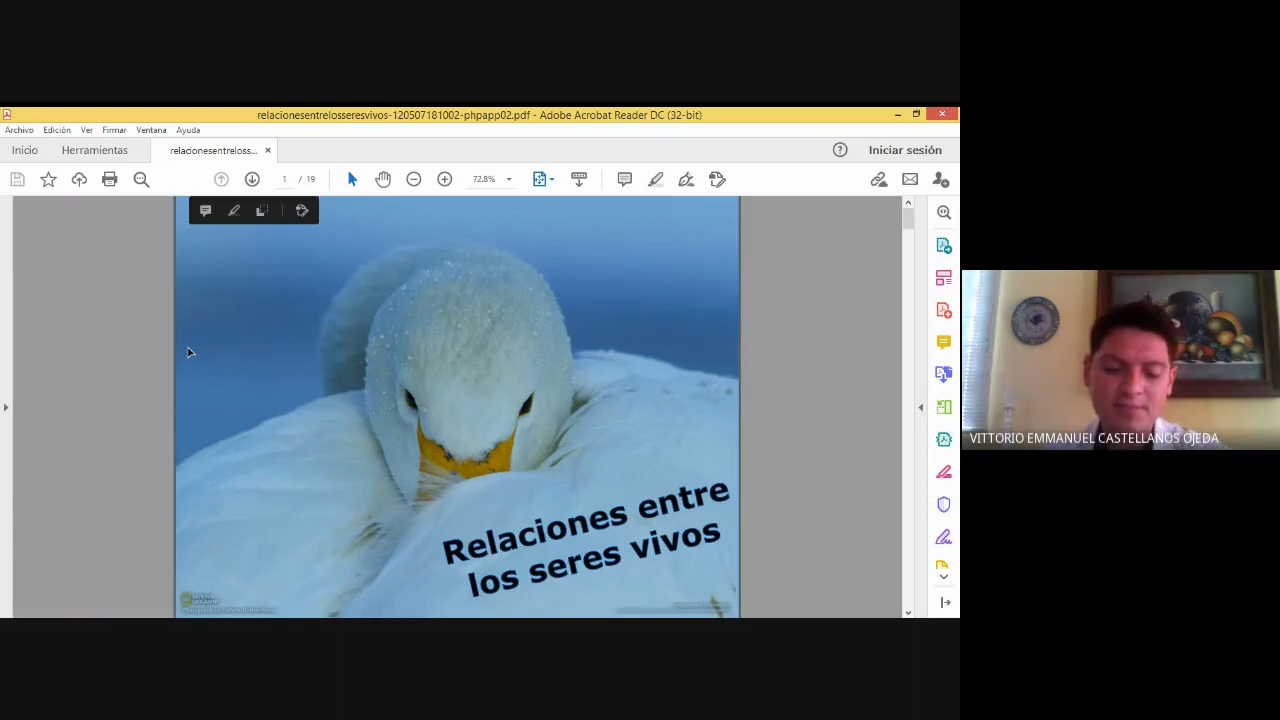 relacionesentrelosseresvivos-120507181002-phpapp02.pdf - Adobe Acrobat Reader DC (32-bit)
Archivo Edición Ver Firmar Ventana Ayuda
Inicio Herramientas relacionesentreloss... Iniciar sesión
1 / 19 72.8%
Relaciones entre
los seres vivos
VITTORIO EMMANUEL CASTELLANOS OJEDA